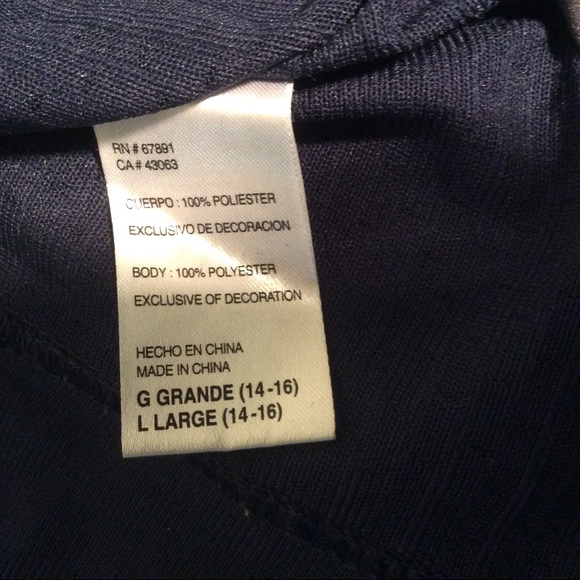 RN # 67891
CA # 43063
CUERPO : 100% POLIESTER
EXCLUSIVO DE DECORACION
BODY : 100% POLYESTER
EXCLUSIVE OF DECORATION
HECHO EN CHINA
MADE IN CHINA
G GRANDE (14-16)
L LARGE (14-16)